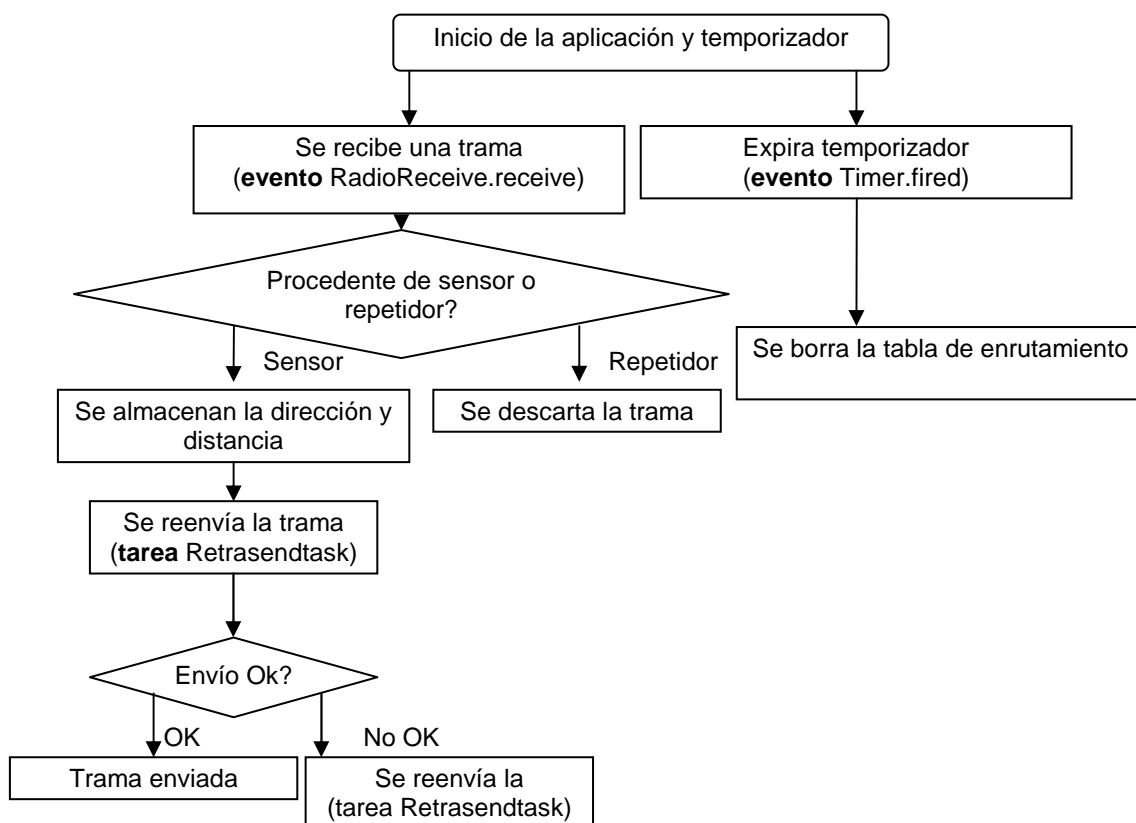 Inicio de la aplicación y temporizador
Se recibe una trama
(evento RadioReceive.receive)
Expira temporizador
(evento Timer.fired)
Procedente de sensor o
repetidor?
Sensor
Repetidor
Se borra la tabla de enrutamiento
Se almacenan la dirección y
distancia
Se descarta la trama
Se reenvía la trama
(tarea Retrasendtask)
Envío Ok?
OK
No OK
Trama enviada
Se reenvía la
(tarea Retrasendtask)